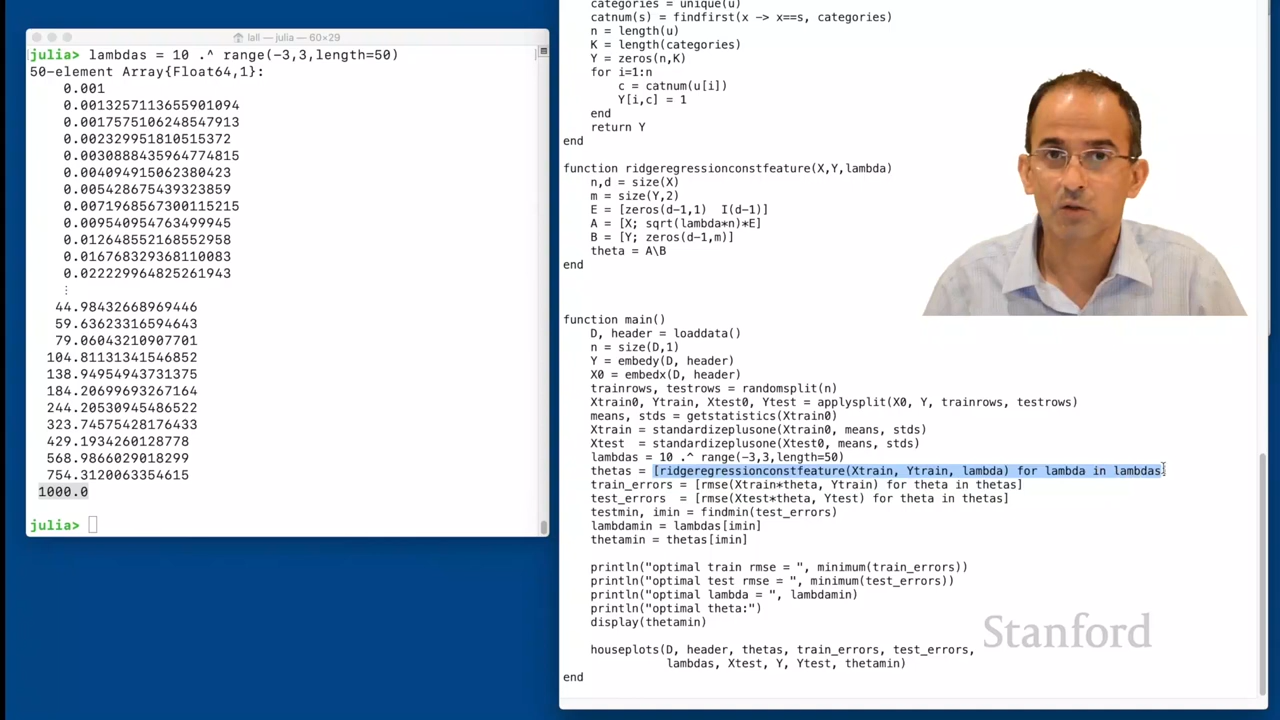 lall — julia — 60×29
julia> lambdas = 10 .^ range(-3,3,length=50)
50-element Array{Float64,1}:
0.001
0.0013257113655901094
0.0017575106248547913
0.002329951810515372
0.0030888435964774815
0.004094915062380423
0.005428675439323859
0.0071968567300115215
0.009540954763499945
0.012648552168552958
0.016768329368110083
0.022229964825261943
⋮
44.98432668969446
59.63623316594643
79.06043210907701
104.81131341546852
138.94954943731375
184.20699693267164
244.20530945486522
323.74575428176433
429.1934260128778
568.9866029018299
754.3120063354615
1000.0
julia>
categories = unique(u)
catnum(s) = findfirst(x -> x==s, categories)
n = length(u)
K = length(categories)
Y = zeros(n,K)
for i=1:n
c = catnum(u[i])
Y[i,c] = 1
end
return Y
end
function ridgeregressionconstfeature(X,Y,lambda)
n,d = size(X)
m = size(Y,2)
E = [zeros(d-1,1)  I(d-1)]
A = [X; sqrt(lambda*n)*E]
B = [Y; zeros(d-1,m)]
theta = A\B
end
function main()
D, header = loaddata()
n = size(D,1)
Y = embedy(D, header)
X0 = embedx(D, header)
trainrows, testrows = randomsplit(n)
Xtrain0, Ytrain, Xtest0, Ytest = applysplit(X0, Y, trainrows, testrows)
means, stds = getstatistics(Xtrain0)
Xtrain = standardizeplusone(Xtrain0, means, stds)
Xtest  = standardizeplusone(Xtest0, means, stds)
lambdas = 10 .^ range(-3,3,length=50)
thetas = [ridgeregressionconstfeature(Xtrain, Ytrain, lambda) for lambda in lambdas
train_errors = [rmse(Xtrain*theta, Ytrain) for theta in thetas]
test_errors  = [rmse(Xtest*theta, Ytest) for theta in thetas]
testmin, imin = findmin(test_errors)
lambdamin = lambdas[imin]
thetamin = thetas[imin]
println("optimal train rmse = ", minimum(train_errors))
println("optimal test rmse = ", minimum(test_errors))
println("optimal lambda = ", lambdamin)
println("optimal theta:")
display(thetamin)
houseplots(D, header, thetas, train_errors, test_errors,
lambdas, Xtest, Y, Ytest, thetamin)
end
Stanford